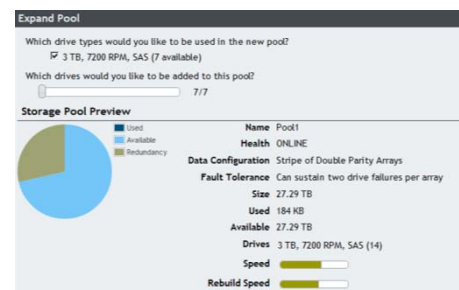 Expand Pool
Which drive types would you like to be used in the new pool?
3 TB, 7200 RPM, SAS (7 available)
Which drives would you like to be added to this pool?
7/7
Storage Pool Preview
Used
Available
Redundancy
Name Pool1
Health ONLINE
Data Configuration Stripe of Double Parity Arrays
Fault Tolerance Can sustain two drive failures per array
Size 27.29 TB
Used 184 KB
Available 27.29 TB
Drives 3 TB, 7200 RPM, SAS (14)
Speed
Rebuild Speed